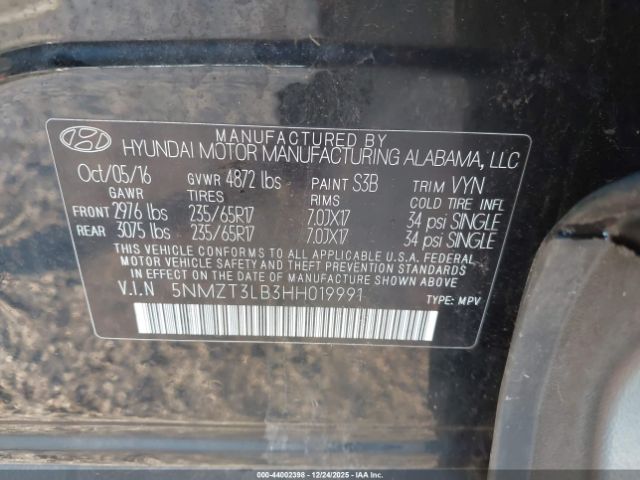 MANUFACTURED BY
HYUNDAI MOTOR MANUFACTURING ALABAMA, LLC
Oct/05/16 GVWR 4872 lbs PAINT S3B TRIM VYN
GAWR TIRES RIMS COLD TIRE INFL
FRONT 2976 lbs 235/65R17 7.0JX17 34 psi SINGLE
REAR 3075 lbs 235/65R17 7.0JX17 34 psi SINGLE
THIS VEHICLE CONFORMS TO ALL APPLICABLE U.S.A. FEDERAL
MOTOR VEHICLE SAFETY, BUMPER, AND THEFT PREVENTION
STANDARDS IN EFFECT ON THE DATE OF MANUFACTURE SHOWN ABOVE.
V.I.N 5NMZT3LB3HH019991 TYPE: MPV
000-44002398 - 12/24/2025 - COPYRIGHT IAA, LLC.